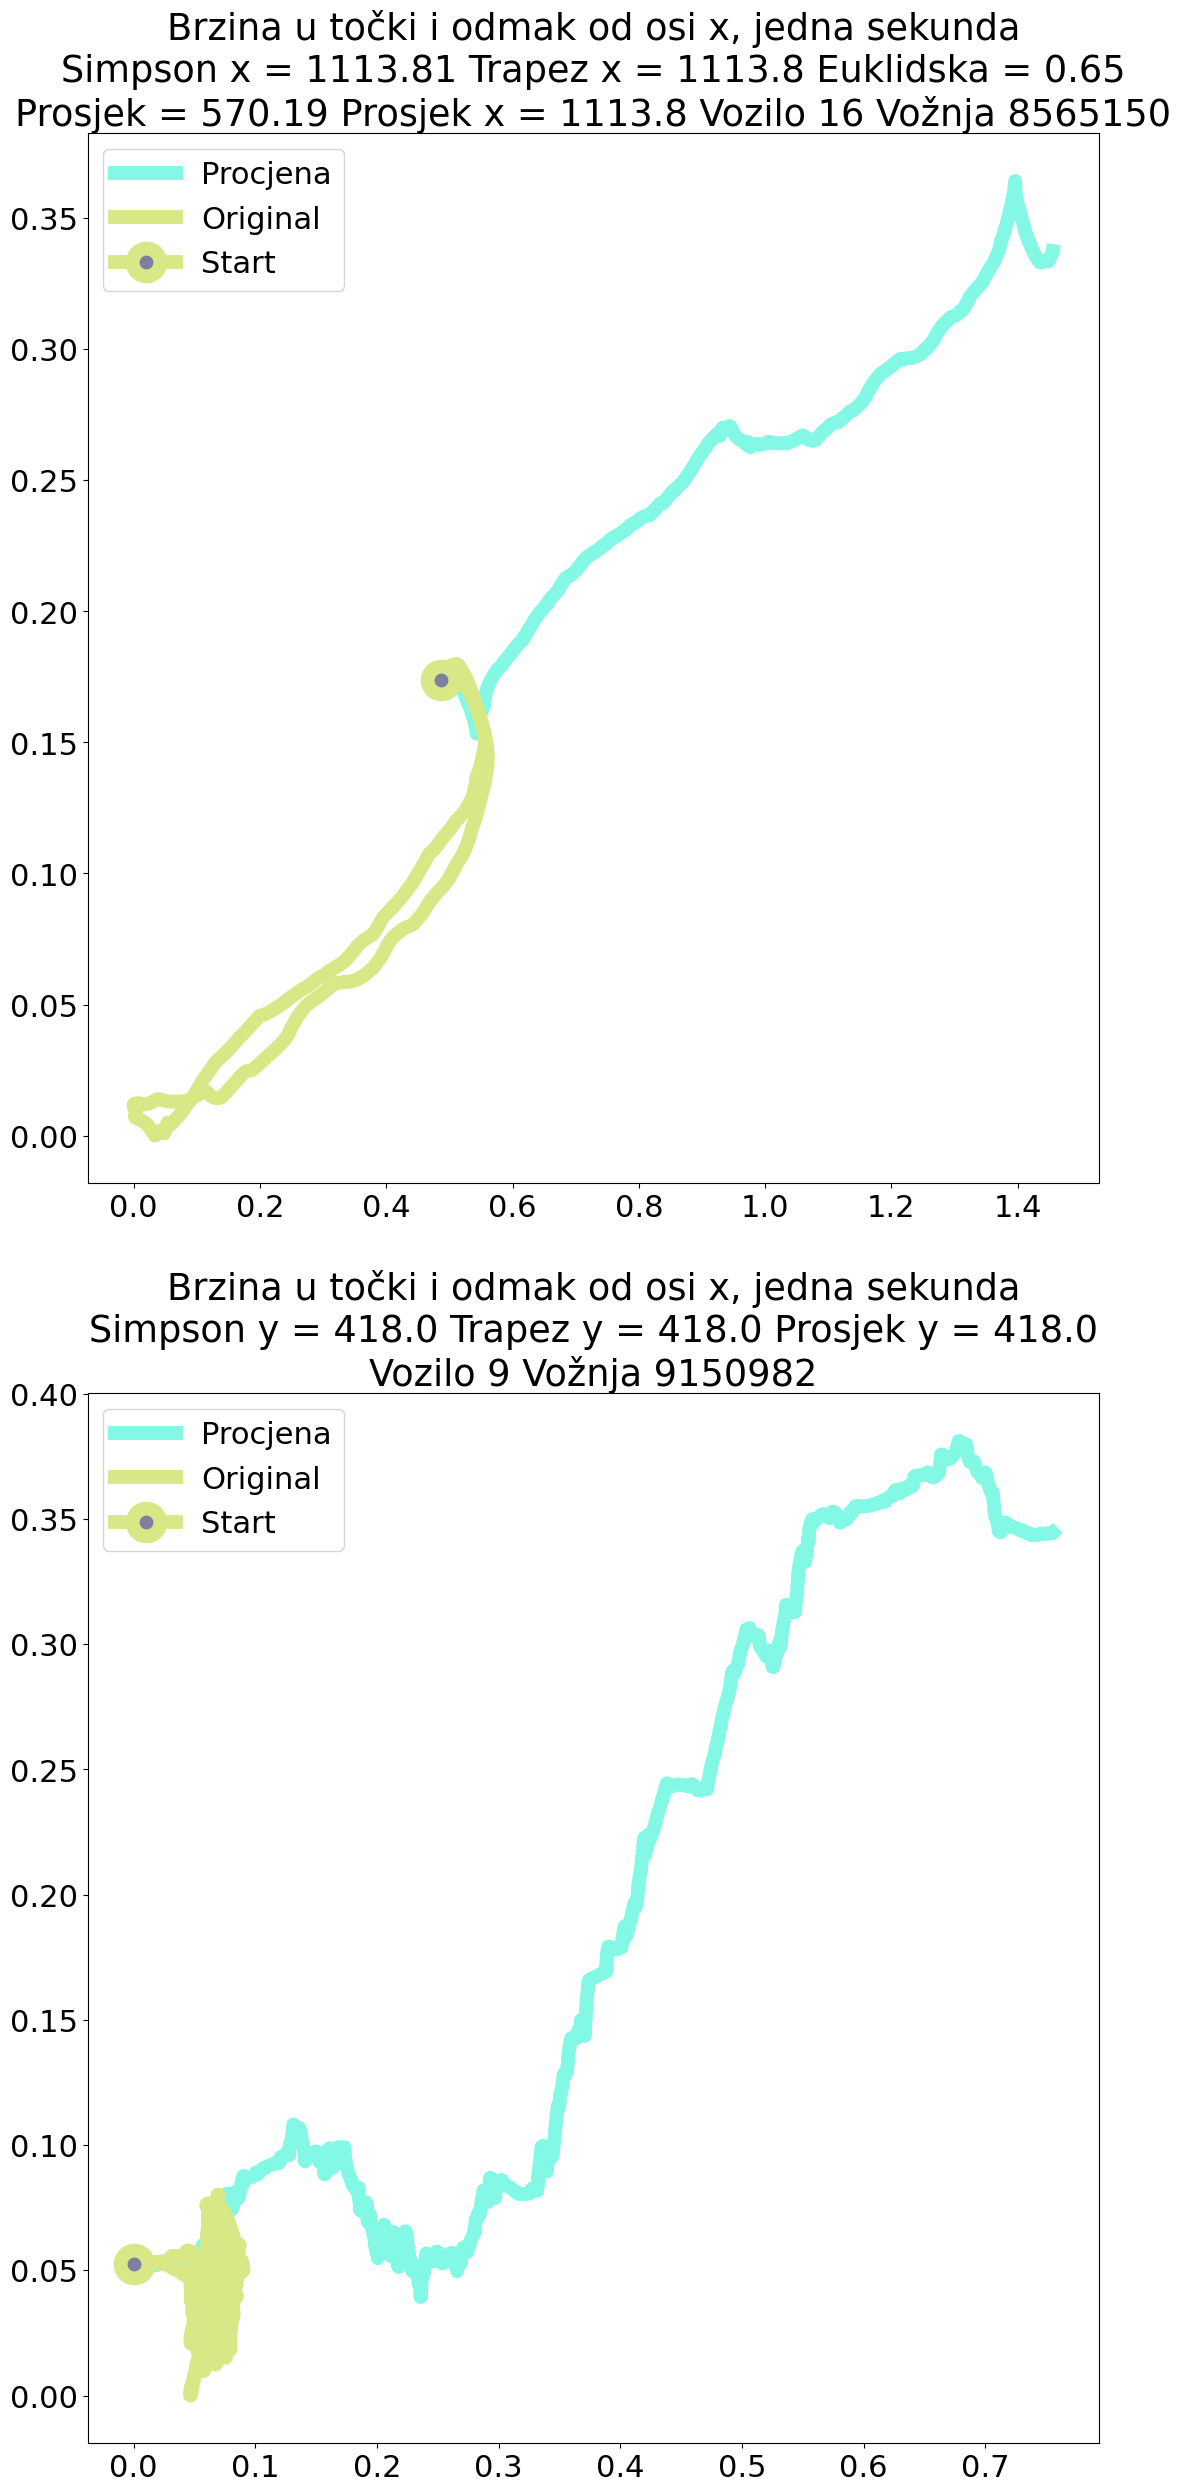 Brzina u točki i odmak od osi x, jedna sekunda
Simpson x = 1113.81 Trapez x = 1113.8 Euklidska = 0.65
Prosjek = 570.19 Prosjek x = 1113.8 Vozilo 16 Vožnja 8565150
Procjena
Original
Start
0.35
0.30
0.25
0.20
0.15
0.10
0.05
0.00
0.0 0.2 0.4 0.6 0.8 1.0 1.2 1.4
Brzina u točki i odmak od osi x, jedna sekunda
Simpson y = 418.0 Trapez y = 418.0 Prosjek y = 418.0
Vozilo 9 Vožnja 9150982
Procjena
Original
Start
0.40
0.35
0.30
0.25
0.20
0.15
0.10
0.05
0.00
0.0 0.1 0.2 0.3 0.4 0.5 0.6 0.7